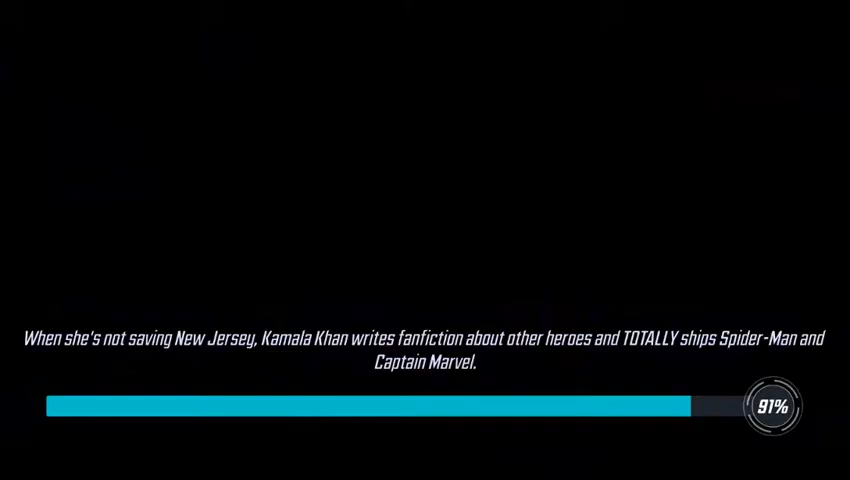 When she's not saving New Jersey, Kamala Khan writes fanfiction about other heroes and TOTALLY ships Spider-Man and
Captain Marvel.
91%